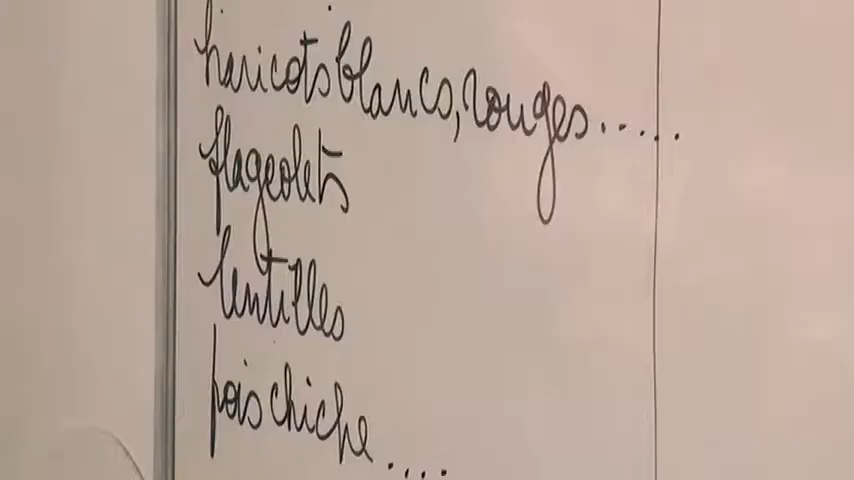 haricots blancs, rouges.....
flageolets
lentilles
pois chiche....